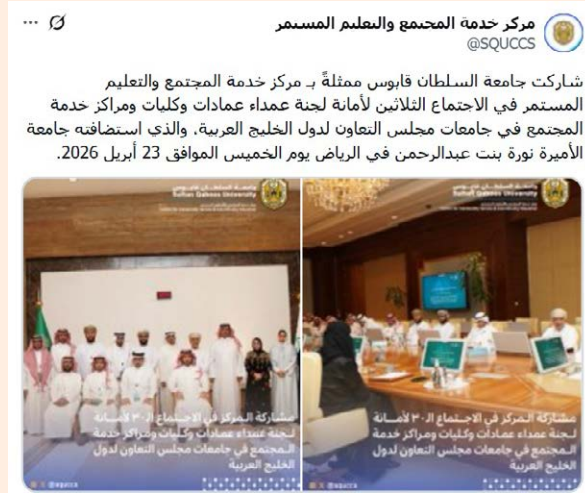 مركز خدمة المجتمع والتعليم المستمر
@SQUCCS
شاركت جامعة السلطان قابوس ممثلةً بـ مركز خدمة المجتمع والتعليم
المستمر في الاجتماع الثلاثين لأمانة لجنة عمداء عمادات وكليات ومراكز خدمة
المجتمع في جامعات مجلس التعاون لدول الخليج العربية، والذي استضافته جامعة
الأميرة نورة بنت عبدالرحمن في الرياض يوم الخميس الموافق 23 أبريل 2026.
جامعة السلطان قابوس
Sultan Qaboos University
مشاركة المركز في الاجتماع الـ٣٠ لأمانة
لجنة عمداء عمادات وكليات ومراكز خدمة
المجتمع في جامعات مجلس التعاون لدول
الخليج العربية
@squccs
جامعة السلطان قابوس
Sultan Qaboos University
مشاركة المركز في الاجتماع الـ٣٠ لأمانة
لجنة عمداء عمادات وكليات ومراكز خدمة
المجتمع في جامعات مجلس التعاون لدول
الخليج العربية
@squccs